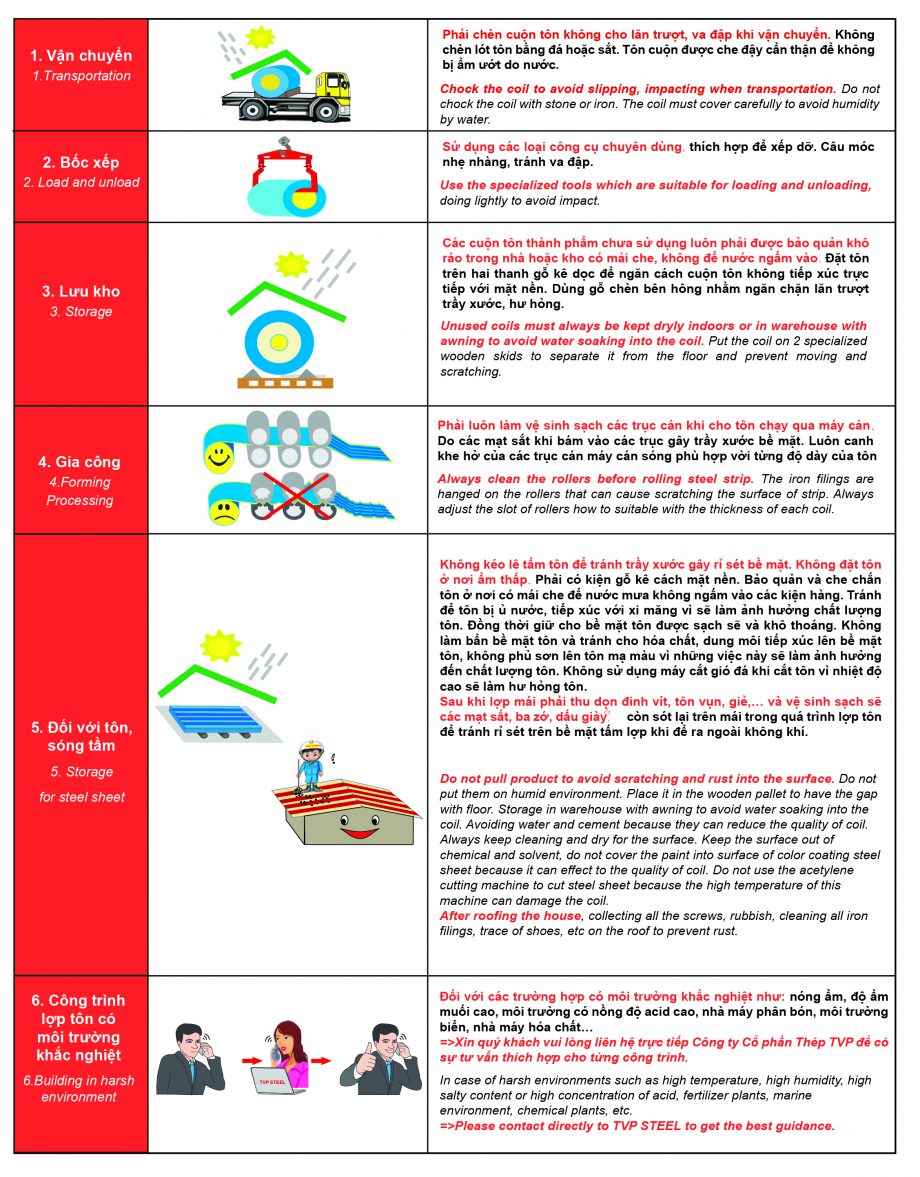 1. Vận chuyển
1.Transportation
Phải chèn cuộn tôn không cho lăn trượt, va đập khi vận chuyển. Không
chèn lót tôn bằng đá hoặc sắt. Tôn cuộn được che đậy cẩn thận để không
bị ẩm ướt do nước.
Chock the coil to avoid slipping, impacting when transportation. Do not
chock the coil with stone or iron. The coil must cover carefully to avoid humidity
by water.
2. Bốc xếp
2. Load and unload
Sử dụng các loại công cụ chuyên dùng, thích hợp để xếp dỡ. Câu móc
nhẹ nhàng, tránh va đập.
Use the specialized tools which are suitable for loading and unloading,
doing lightly to avoid impact.
3. Lưu kho
3. Storage
Các cuộn tôn thành phẩm chưa sử dụng luôn phải được bảo quản khô
ráo trong nhà hoặc kho có mái che, không để nước ngấm vào. Đặt tôn
trên hai thanh gỗ kê dọc để ngăn cách cuộn tôn không tiếp xúc trực
tiếp với mặt nền. Dùng gỗ chèn bên hông nhằm ngăn chặn lăn trượt
trầy xước, hư hỏng.
Unused coils must always be kept dryly indoors or in warehouse with
awning to avoid water soaking into the coil. Put the coil on 2 specialized
wooden skids to separate it from the floor and prevent moving and
scratching.
4. Gia công
4.Forming
Processing
Phải luôn làm vệ sinh sạch các trục cán khi cho tôn chạy qua máy cán.
Do các mạt sắt khi bám vào các trục gây trầy xước bề mặt. Luôn canh
khe hở của các trục cán máy cán sóng phù hợp vời từng độ dày của tôn
Always clean the rollers before rolling steel strip. The iron filings are
hanged on the rollers that can cause scratching the surface of strip. Always
adjust the slot of rollers how to suitable with the thickness of each coil.
5. Đối với tôn,
sóng tầm
5. Storage
for steel sheet
Không kéo lê tấm tôn để tránh trầy xước gây rỉ sét bề mặt. Không đặt tôn
ở nơi ẩm thấp. Phải có kiện gỗ kê cách mặt nền. Bảo quản và che chắn
tôn ở nơi có mái che để nước mưa không ngấm vào các kiện hàng. Tránh
để tôn bị ủ nước, tiếp xúc với xi măng vì sẽ làm ảnh hưởng chất lượng
tôn. Đồng thời giữ cho bề mặt tôn được sạch sẽ và khô thoáng. Không
làm bẩn bề mặt tôn và tránh cho hóa chất, dung môi tiếp xúc lên bề mặt
tôn, không phủ sơn lên tôn mạ màu vì những việc này sẽ làm ảnh hưởng
đến chất lượng tôn. Không sử dụng máy cắt gió đá khi cắt tôn vì nhiệt độ
cao sẽ làm hư hỏng tôn.
Sau khi lợp mái phải thu dọn đinh vít, tôn vụn, giẻ,… và vệ sinh sạch sẽ
các mạt sắt, ba zớ, dấu giày còn sót lại trên mái trong quá trình lợp tôn
để tránh rỉ sét trên bề mặt tấm lợp khi để ra ngoài không khí.
Do not pull product to avoid scratching and rust into the surface. Do not
put them on humid environment. Place it in the wooden pallet to have the gap
with floor. Storage in warehouse with awning to avoid water soaking into the
coil. Avoiding water and cement because they can reduce the quality of coil.
Always keep cleaning and dry for the surface. Keep the surface out of
chemical and solvent, do not cover the paint into surface of color coating steel
sheet because it can effect to the quality of coil. Do not use the acetylene
cutting machine to cut steel sheet because the high temperature of this
machine can damage the coil.
After roofing the house, collecting all the screws, rubbish, cleaning all iron
filings, trace of shoes, etc on the roof to prevent rust.
6. Công trình
lợp tôn có
môi trường
khắc nghiệt
6.Building in harsh
environment
TVP STEEL
Đối với các trường hợp có môi trường khắc nghiệt như: nóng ẩm, độ ẩm
muối cao, môi trường có nồng độ acid cao, nhà máy phân bón, môi trường
biển, nhà máy hóa chất…
=>Xin quý khách vui lòng liên hệ trực tiếp Công ty Cổ phần Thép TVP để có
sự tư vấn thích hợp cho từng công trình.
In case of harsh environments such as high temperature, high humidity, high
salty content or high concentration of acid, fertilizer plants, marine
environment, chemical plants, etc.
=>Please contact directly to TVP STEEL to get the best guidance.